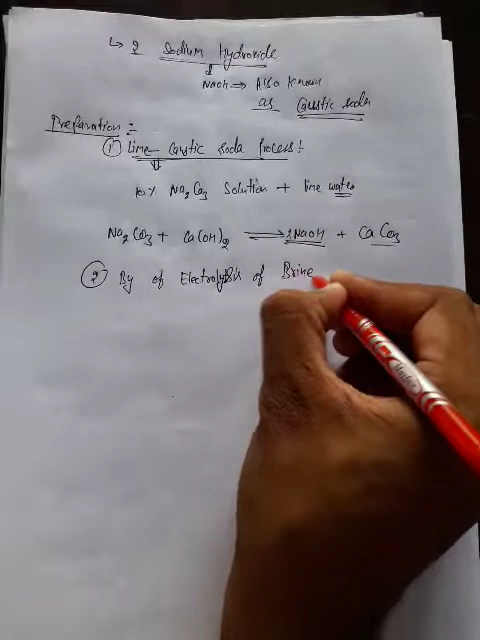 ↳ 2 Sodium Hydroxide
↓
NaOH ⇒ Also Known
as Caustic soda
Preparation :-
① Lime-Caustic soda Process :-
⇓
10% Na2CO3 Solution + lime water
Na2CO3 + Ca(OH)2 ⇌ 2NaOH + CaCO3
② By of Electrolysis of Brine